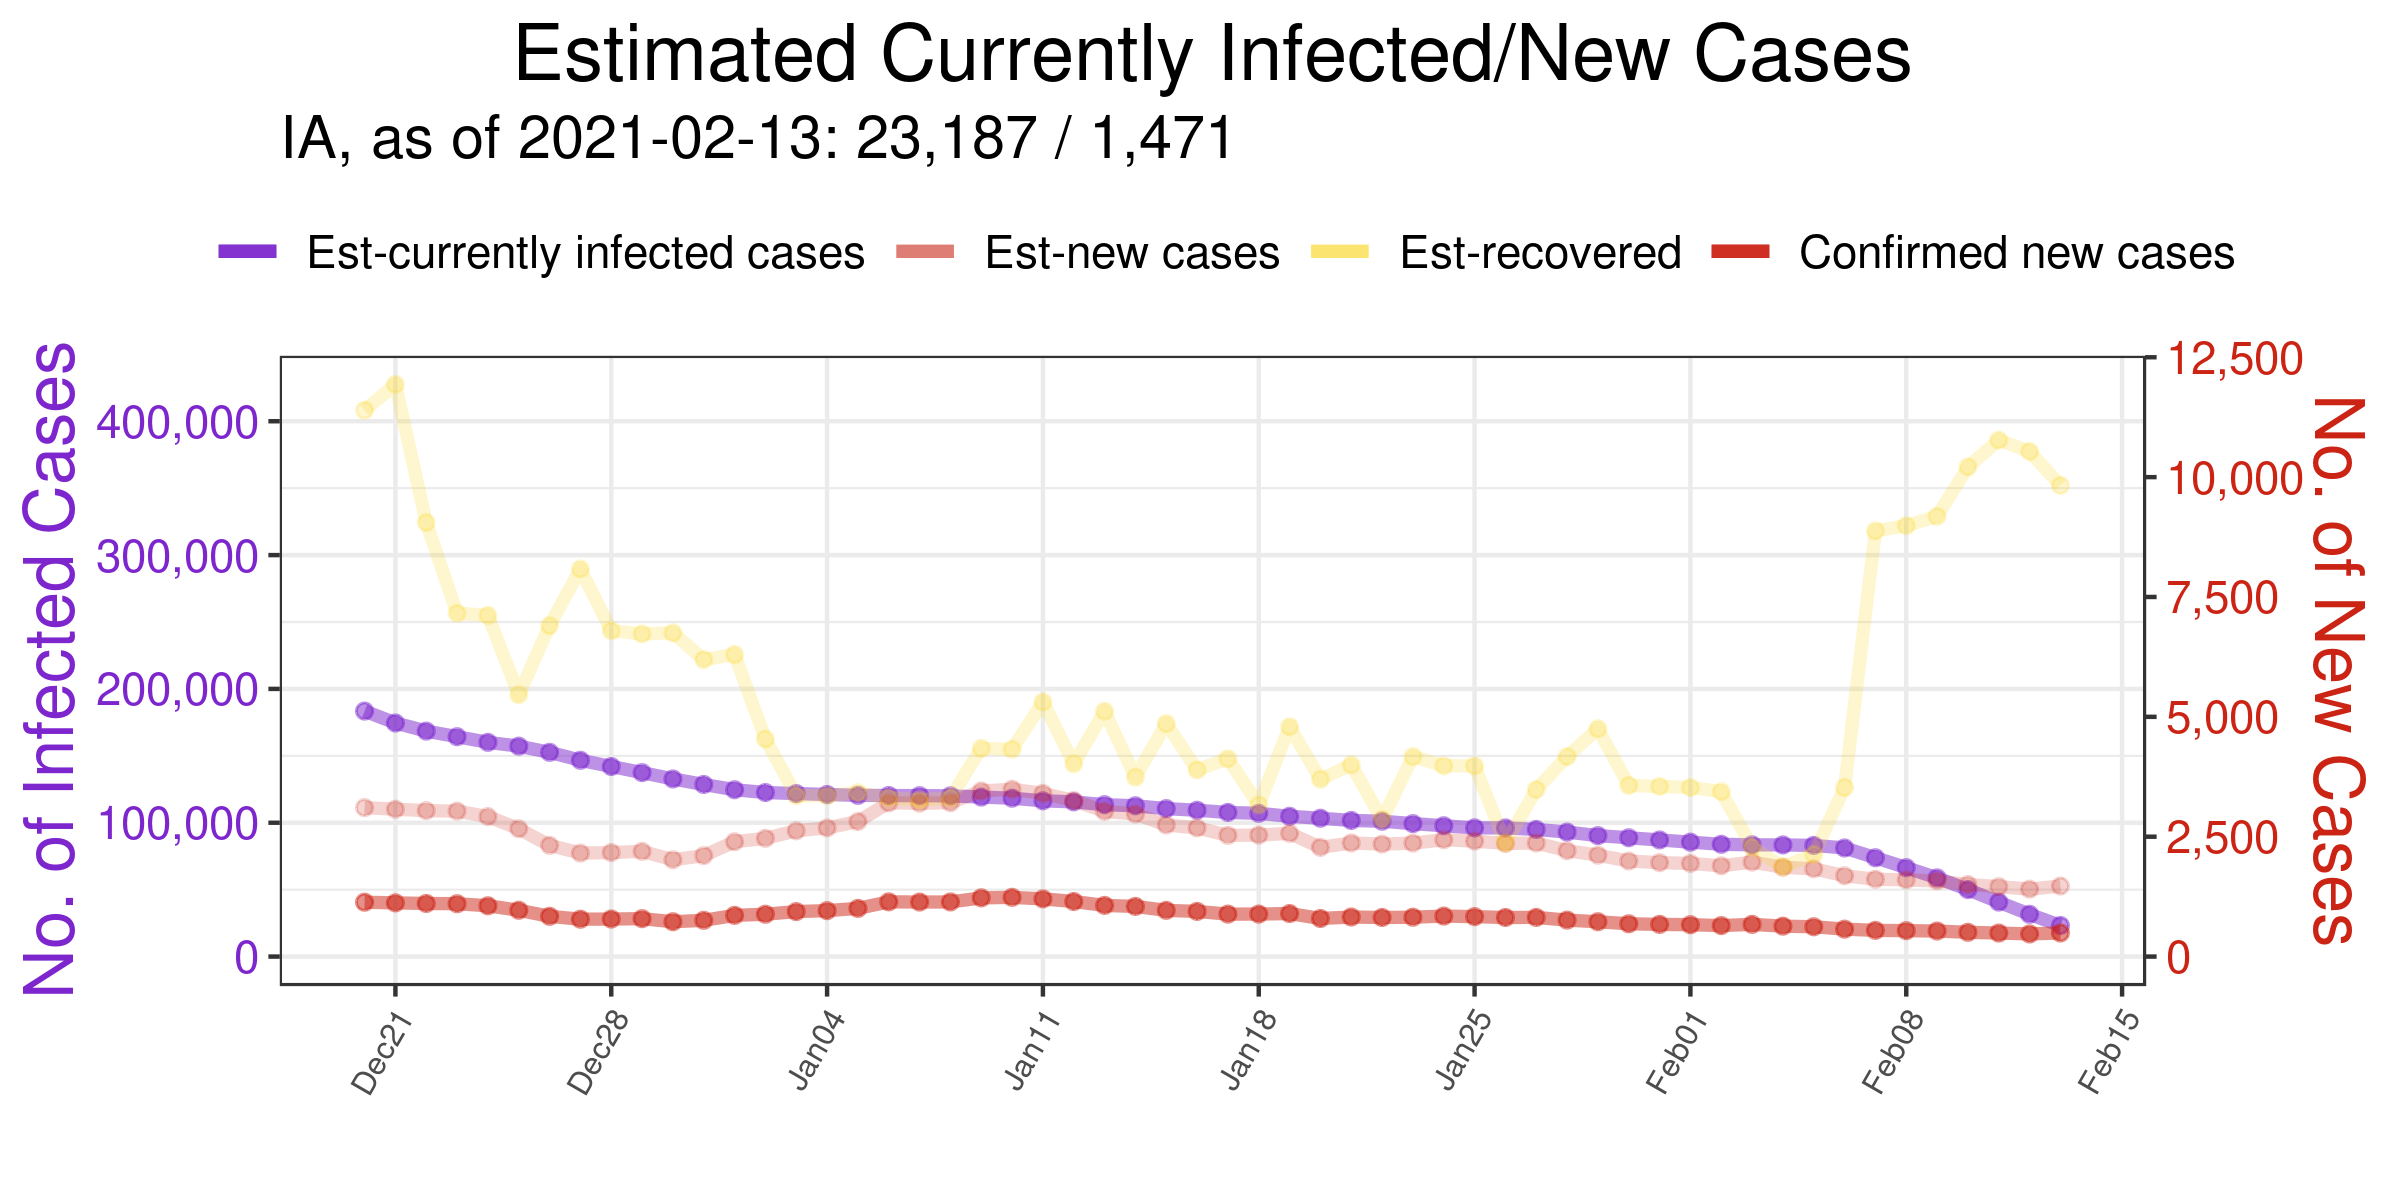 Estimated Currently Infected/New Cases
IA, as of 2021-02-13: 23,187 / 1,471
Est-currently infected cases
Est-new cases
Est-recovered
Confirmed new cases
No. of Infected Cases
400,000
300,000
200,000
100,000
0
12,500
10,000
7,500
5,000
2,500
0
No. of New Cases
Dec21
Dec28
Jan04
Jan11
Jan18
Jan25
Feb01
Feb08
Feb15